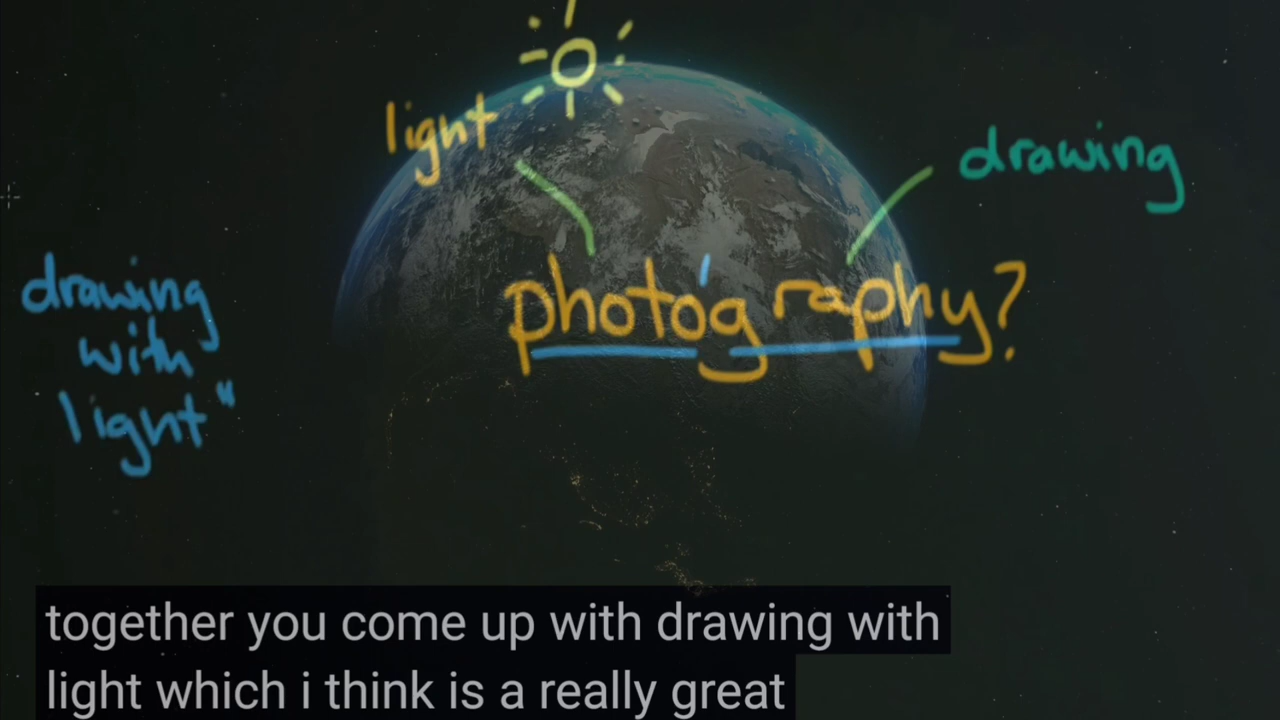 light
drawing
photography?
drawing
with
light"
together you come up with drawing with
light which i think is a really great